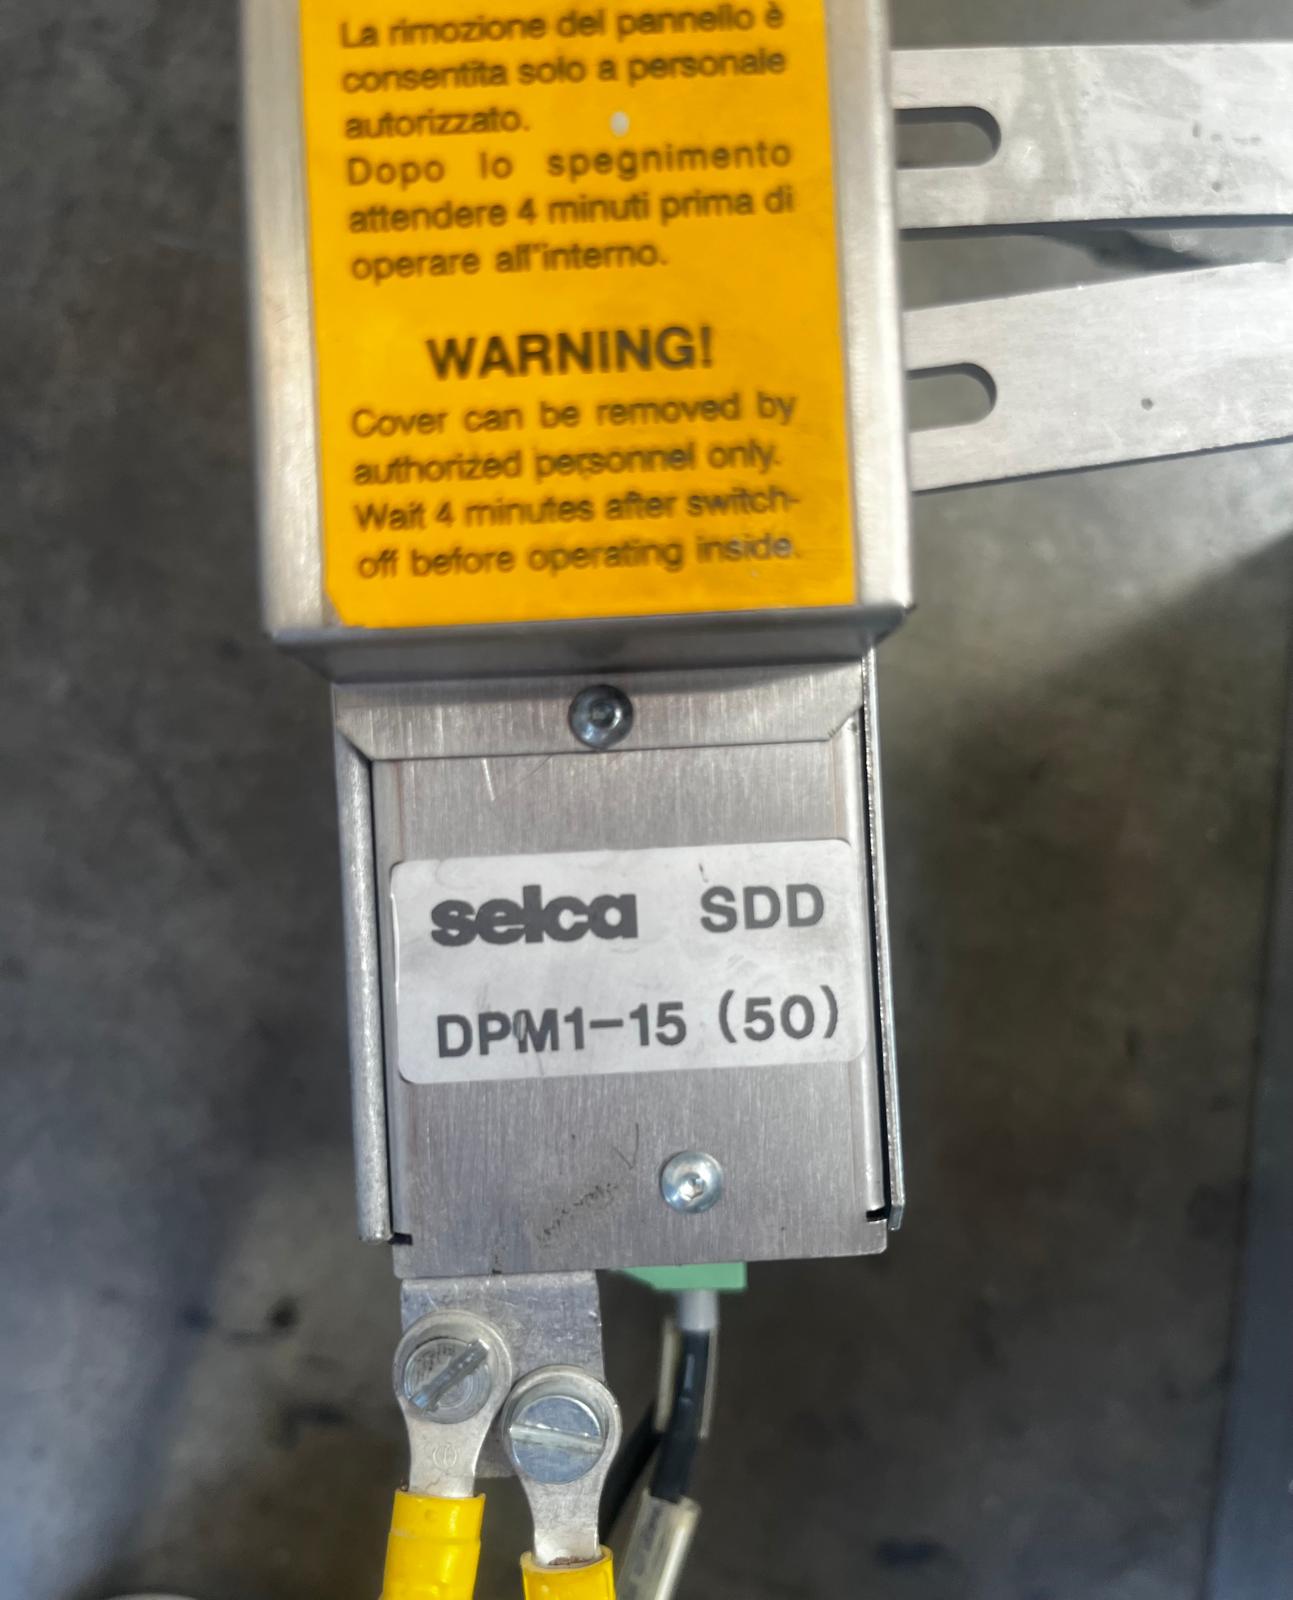 La rimozione del pannello è
consentita solo a personale
autorizzato.
Dopo lo spegnimento
attendere 4 minuti prima di
operare all'interno.
WARNING!
Cover can be removed by
authorized personnel only.
Wait 4 minutes after switch-
off before operating inside.
selca SDD
DPM1-15 (50)